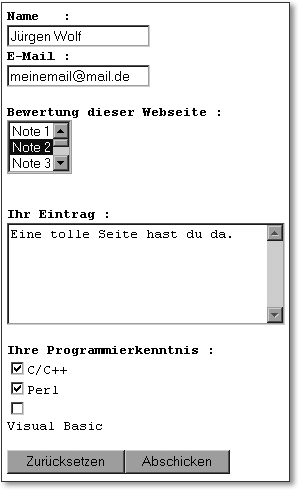 Name   :
Jürgen Wolf
E-Mail :
meinemail@mail.de
Bewertung dieser Webseite :
Note 1
Note 2
Note 3
Ihr Eintrag :
Eine tolle Seite hast du da.
Ihre Programmierkenntnis :
C/C++
Perl
Visual Basic
Zurücksetzen Abschicken